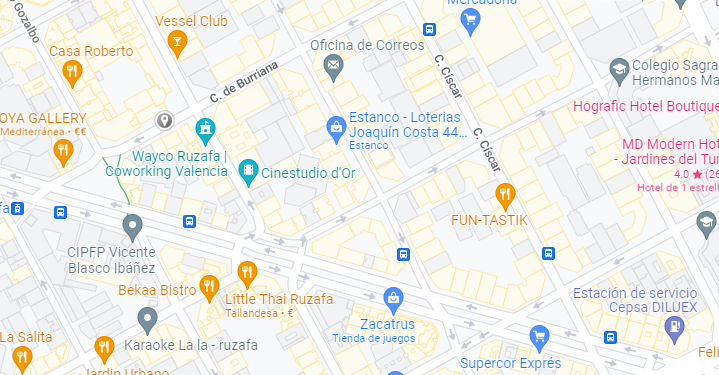 Gozalbo
Vessel Club
Mercadona
Casa Roberto
Oficina de Correos
C. de Burriana
C. Císcar
Colegio Sagra
Hermanos Ma
Hografic Hotel Boutique
OYA GALLERY
Mediterránea • €€
Estanco - Loterias
Joaquín Costa 44...
Estanco
C. Císcar
MD Modern Hot
- Jardines del Tur
4,0 ★ (26
Hotel de 1 estrell
Wayco Ruzafa |
Coworking Valencia
Cinestudio d'Or
FUN-TASTIK
fa
CIPFP Vicente
Blasco Ibáñez
Bekaa Bistro
Little Thai Ruzafa
Tailandesa • €
Estación de servicio
Cepsa DILUEX
Zacatrus
Tienda de juegos
La Salita
Karaoke La la - ruzafa
Supercor Exprés
Feli
Jardín Urbano